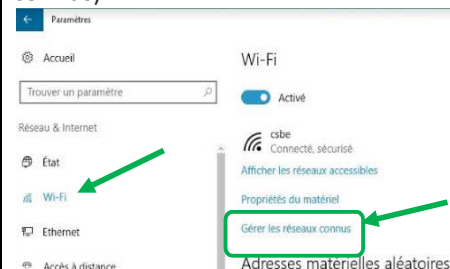 Paramètres
Accueil
Trouver un paramètre
Réseau & Internet
État
Wi-Fi
Ethernet
Accès à distance
Wi-Fi
Activé
csbe
Connecté, sécurisé
Afficher les réseaux accessibles
Propriétés du matériel
Gérer les réseaux connus
Adresses matérielles aléatoires